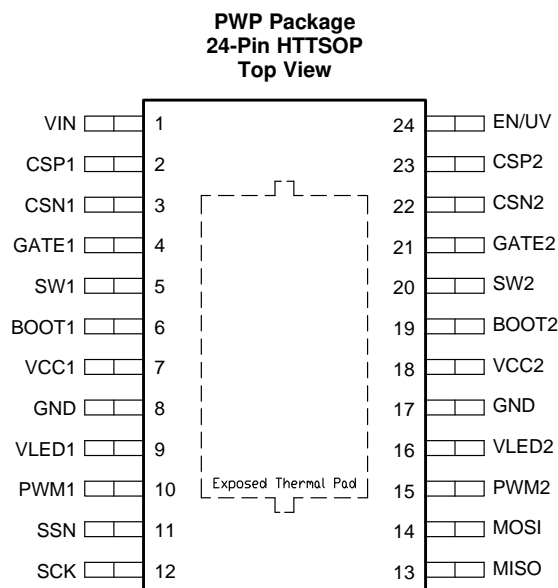 PWP Package
24-Pin HTTSOP
Top View
VIN 1 24 EN/UV
CSP1 2 23 CSP2
CSN1 3 22 CSN2
GATE1 4 21 GATE2
SW1 5 20 SW2
BOOT1 6 19 BOOT2
VCC1 7 18 VCC2
GND 8 17 GND
VLED1 9 16 VLED2
PWM1 10 Exposed Thermal Pad 15 PWM2
SSN 11 14 MOSI
SCK 12 13 MISO